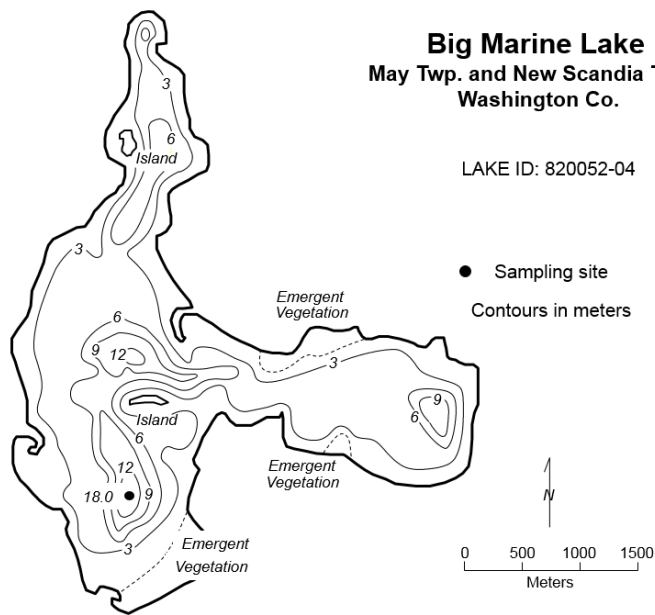 Big Marine Lake
May Twp. and New Scandia T
Washington Co.
LAKE ID: 820052-04
Sampling site
Contours in meters
3
6
Island
3
Emergent
Vegetation
6
9
12
3
Island
6
9
6
12
18.0
9
3
Emergent
Vegetation
Emergent
Vegetation
N
0 500 1000 1500
Meters